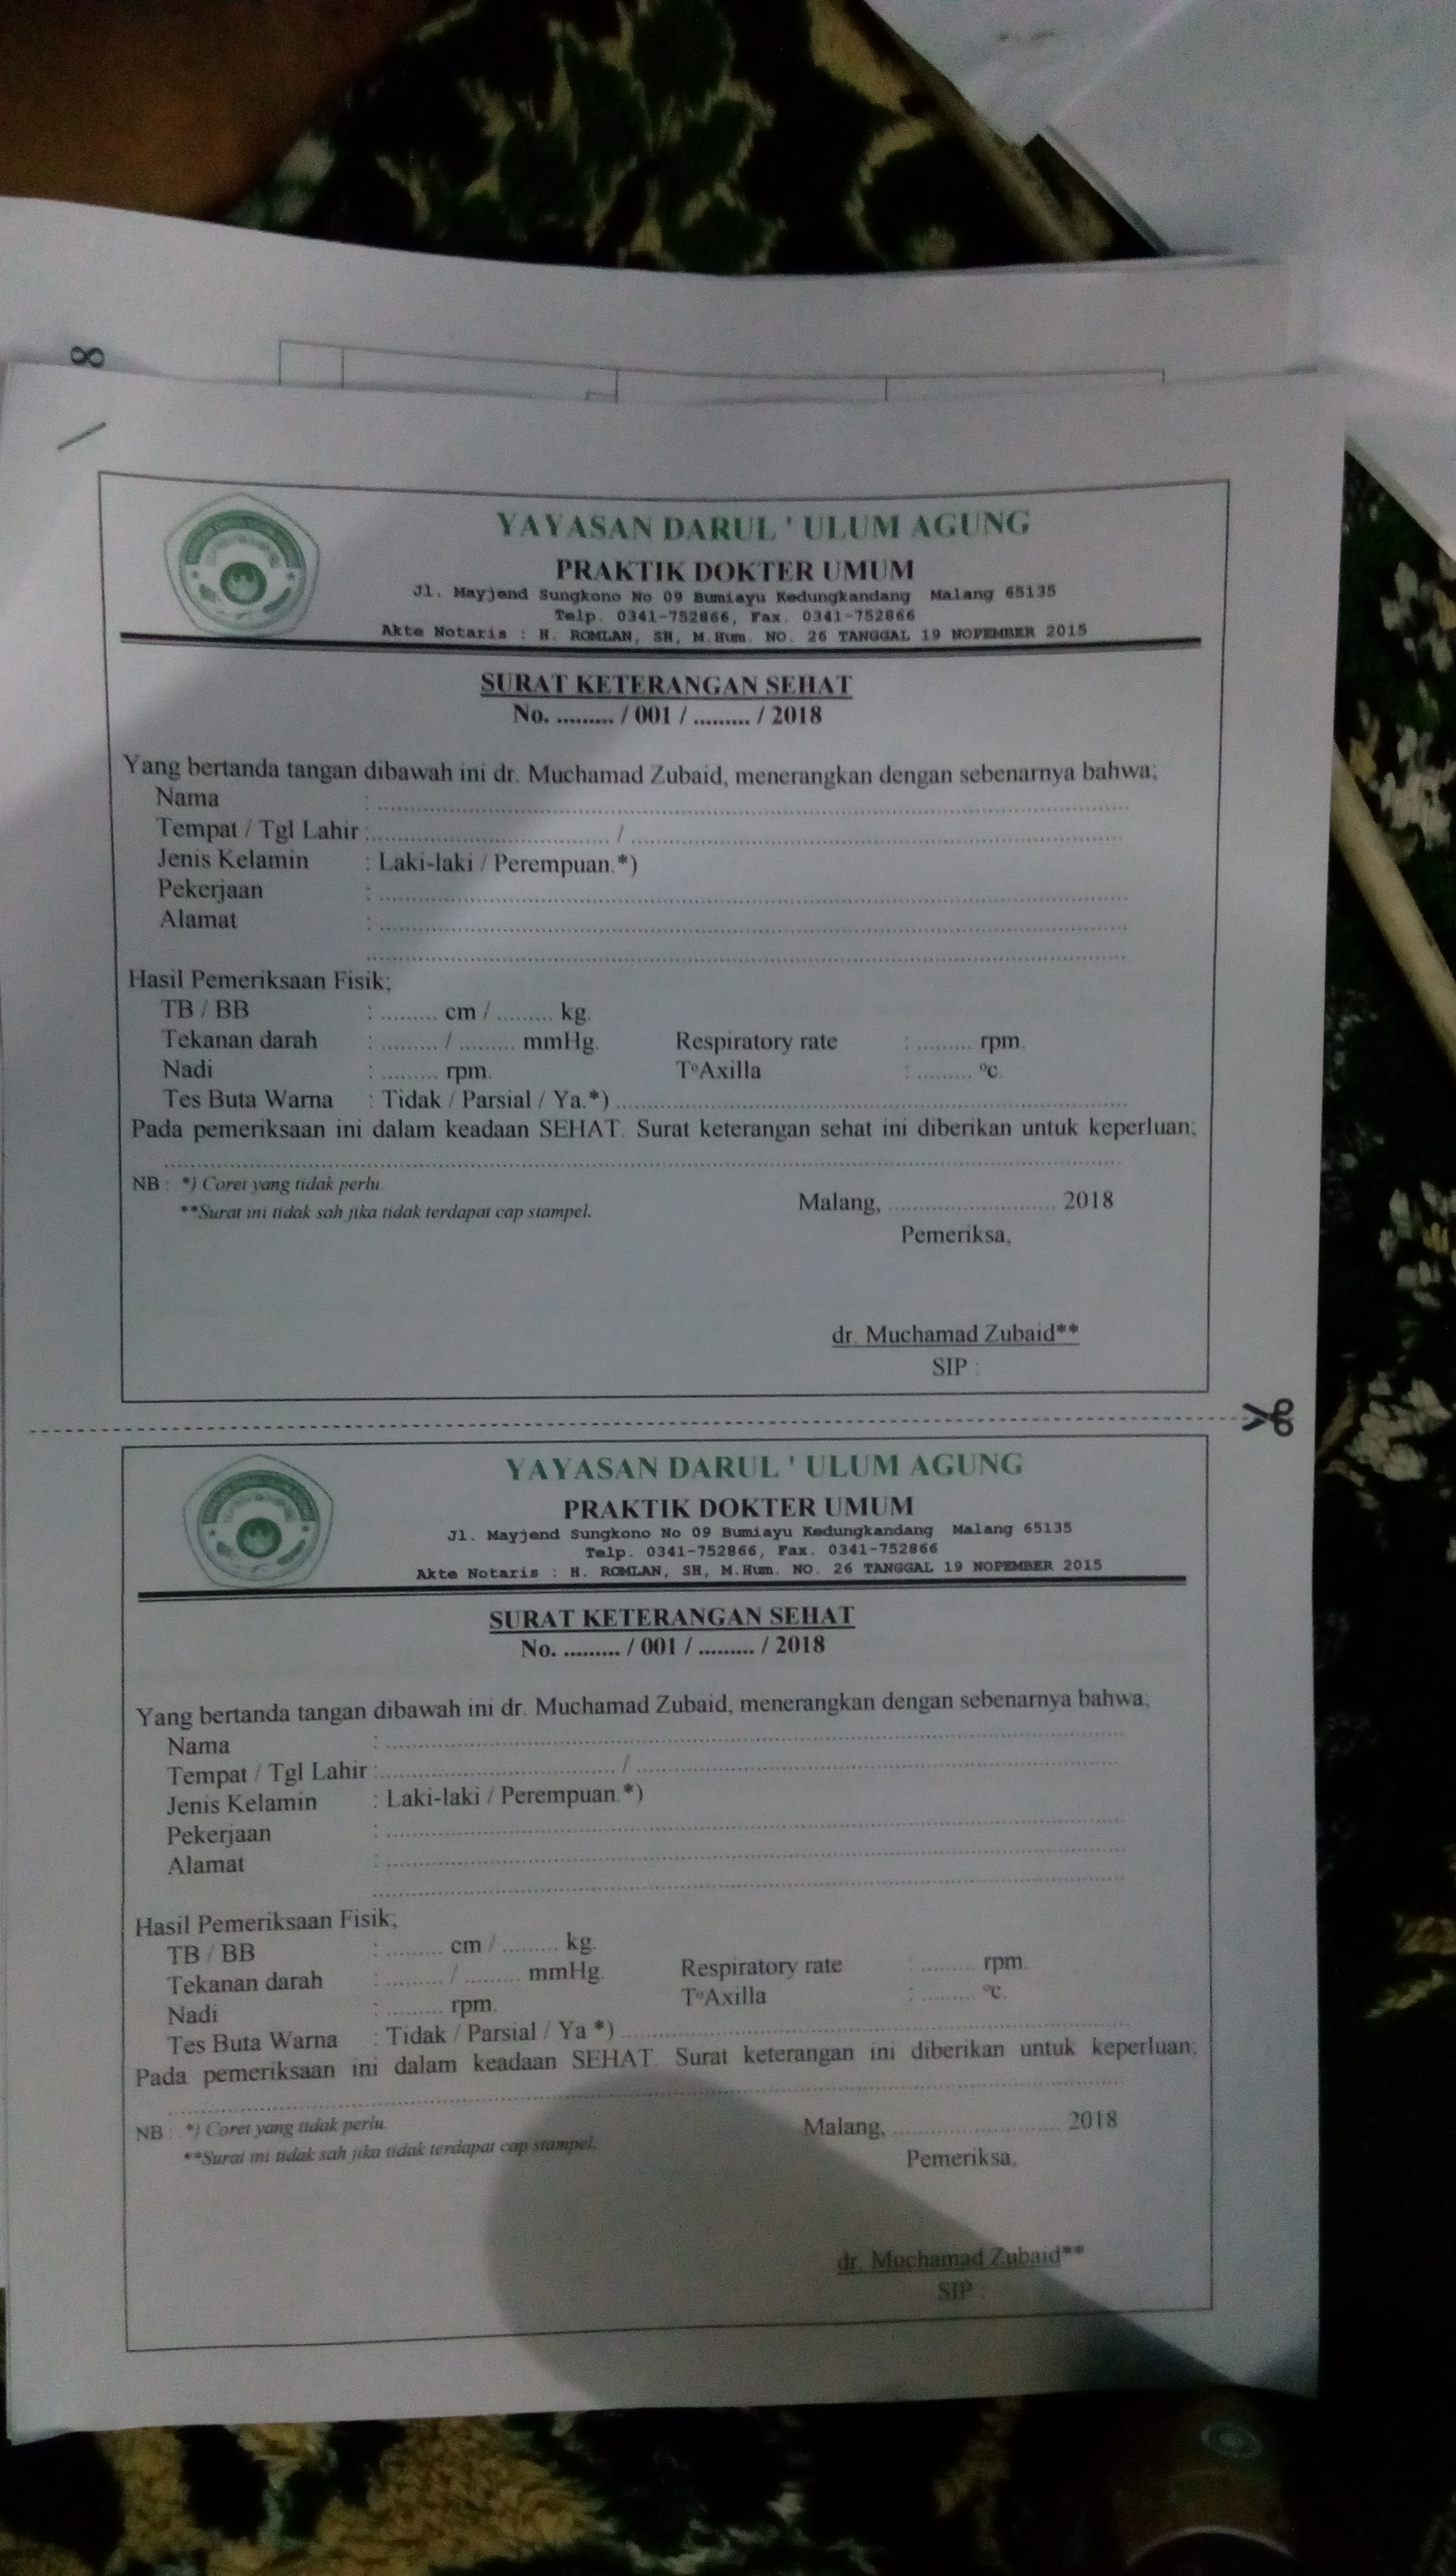 8
YAYASAN DARUL ' ULUM AGUNG
PRAKTIK DOKTER UMUM
Jl. Mayjend Sungkono No 09 Bumiayu Kedungkandang Malang 65135
Telp. 0341-752866, Fax. 0341-752866
Akte Notaris : H. ROMLAN, SH, M.Hum. NO. 26 TANGGAL 19 NOPEMBER 2015
SURAT KETERANGAN SEHAT
No. ......... / 001 / ......... / 2018
Yang bertanda tangan dibawah ini dr. Muchamad Zubaid, menerangkan dengan sebenarnya bahwa;
Nama : ....................
Tempat / Tgl Lahir :.................... / ....................
Jenis Kelamin : Laki-laki / Perempuan.*)
Pekerjaan : ....................
Alamat : ....................
....................
Hasil Pemeriksaan Fisik;
TB / BB : ......... cm / ......... kg.
Tekanan darah : ......... / ......... mmHg. Respiratory rate : ......... rpm.
Nadi : ......... rpm. TºAxilla : ......... ºc.
Tes Buta Warna : Tidak / Parsial / Ya.*) ....................
Pada pemeriksaan ini dalam keadaan SEHAT. Surat keterangan sehat ini diberikan untuk keperluan;
....................
NB : *) Coret yang tidak perlu.
**Surat ini tidak sah jika tidak terdapat cap stampel.
Malang, .................... 2018
Pemeriksa,
dr. Muchamad Zubaid**
SIP :
YAYASAN DARUL ' ULUM AGUNG
PRAKTIK DOKTER UMUM
Jl. Mayjend Sungkono No 09 Bumiayu Kedungkandang Malang 65135
Telp. 0341-752866, Fax. 0341-752866
Akte Notaris : H. ROMLAN, SH, M.Hum. NO. 26 TANGGAL 19 NOPEMBER 2015
SURAT KETERANGAN SEHAT
No. ......... / 001 / ......... / 2018
Yang bertanda tangan dibawah ini dr. Muchamad Zubaid, menerangkan dengan sebenarnya bahwa;
Nama : ....................
Tempat / Tgl Lahir :.................... / ....................
Jenis Kelamin : Laki-laki / Perempuan.*)
Pekerjaan : ....................
Alamat : ....................
....................
Hasil Pemeriksaan Fisik;
TB / BB : ......... cm / ......... kg.
Tekanan darah : ......... / ......... mmHg. Respiratory rate : ......... rpm.
Nadi : ......... rpm. TºAxilla : ......... ºc.
Tes Buta Warna : Tidak / Parsial / Ya *) ....................
Pada pemeriksaan ini dalam keadaan SEHAT. Surat keterangan ini diberikan untuk keperluan;
....................
NB : *) Coret yang tidak perlu.
**Surat ini tidak sah jika tidak terdapat cap stampel.
Malang, .................... 2018
Pemeriksa,
dr. Muchamad Zubaid**
SIP